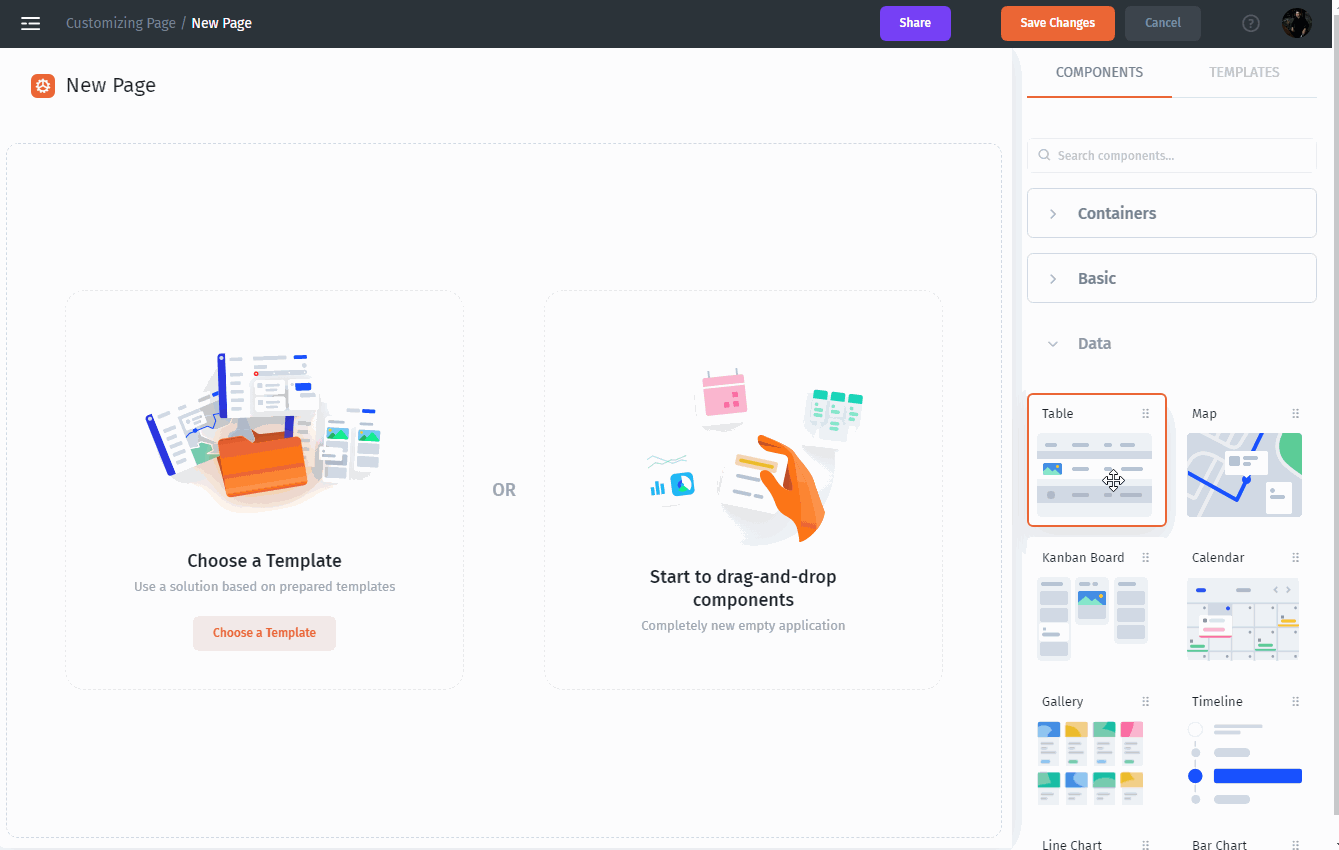 Customizing Page / New Page
Share
Save Changes
Cancel
?
New Page
COMPONENTS
TEMPLATES
Search components...
Containers
Basic
Data
Table
Map
Kanban Board
Calendar
Gallery
Timeline
Line Chart
Bar Chart
Choose a Template
Use a solution based on prepared templates
Choose a Template
OR
Start to drag-and-drop
components
Completely new empty application